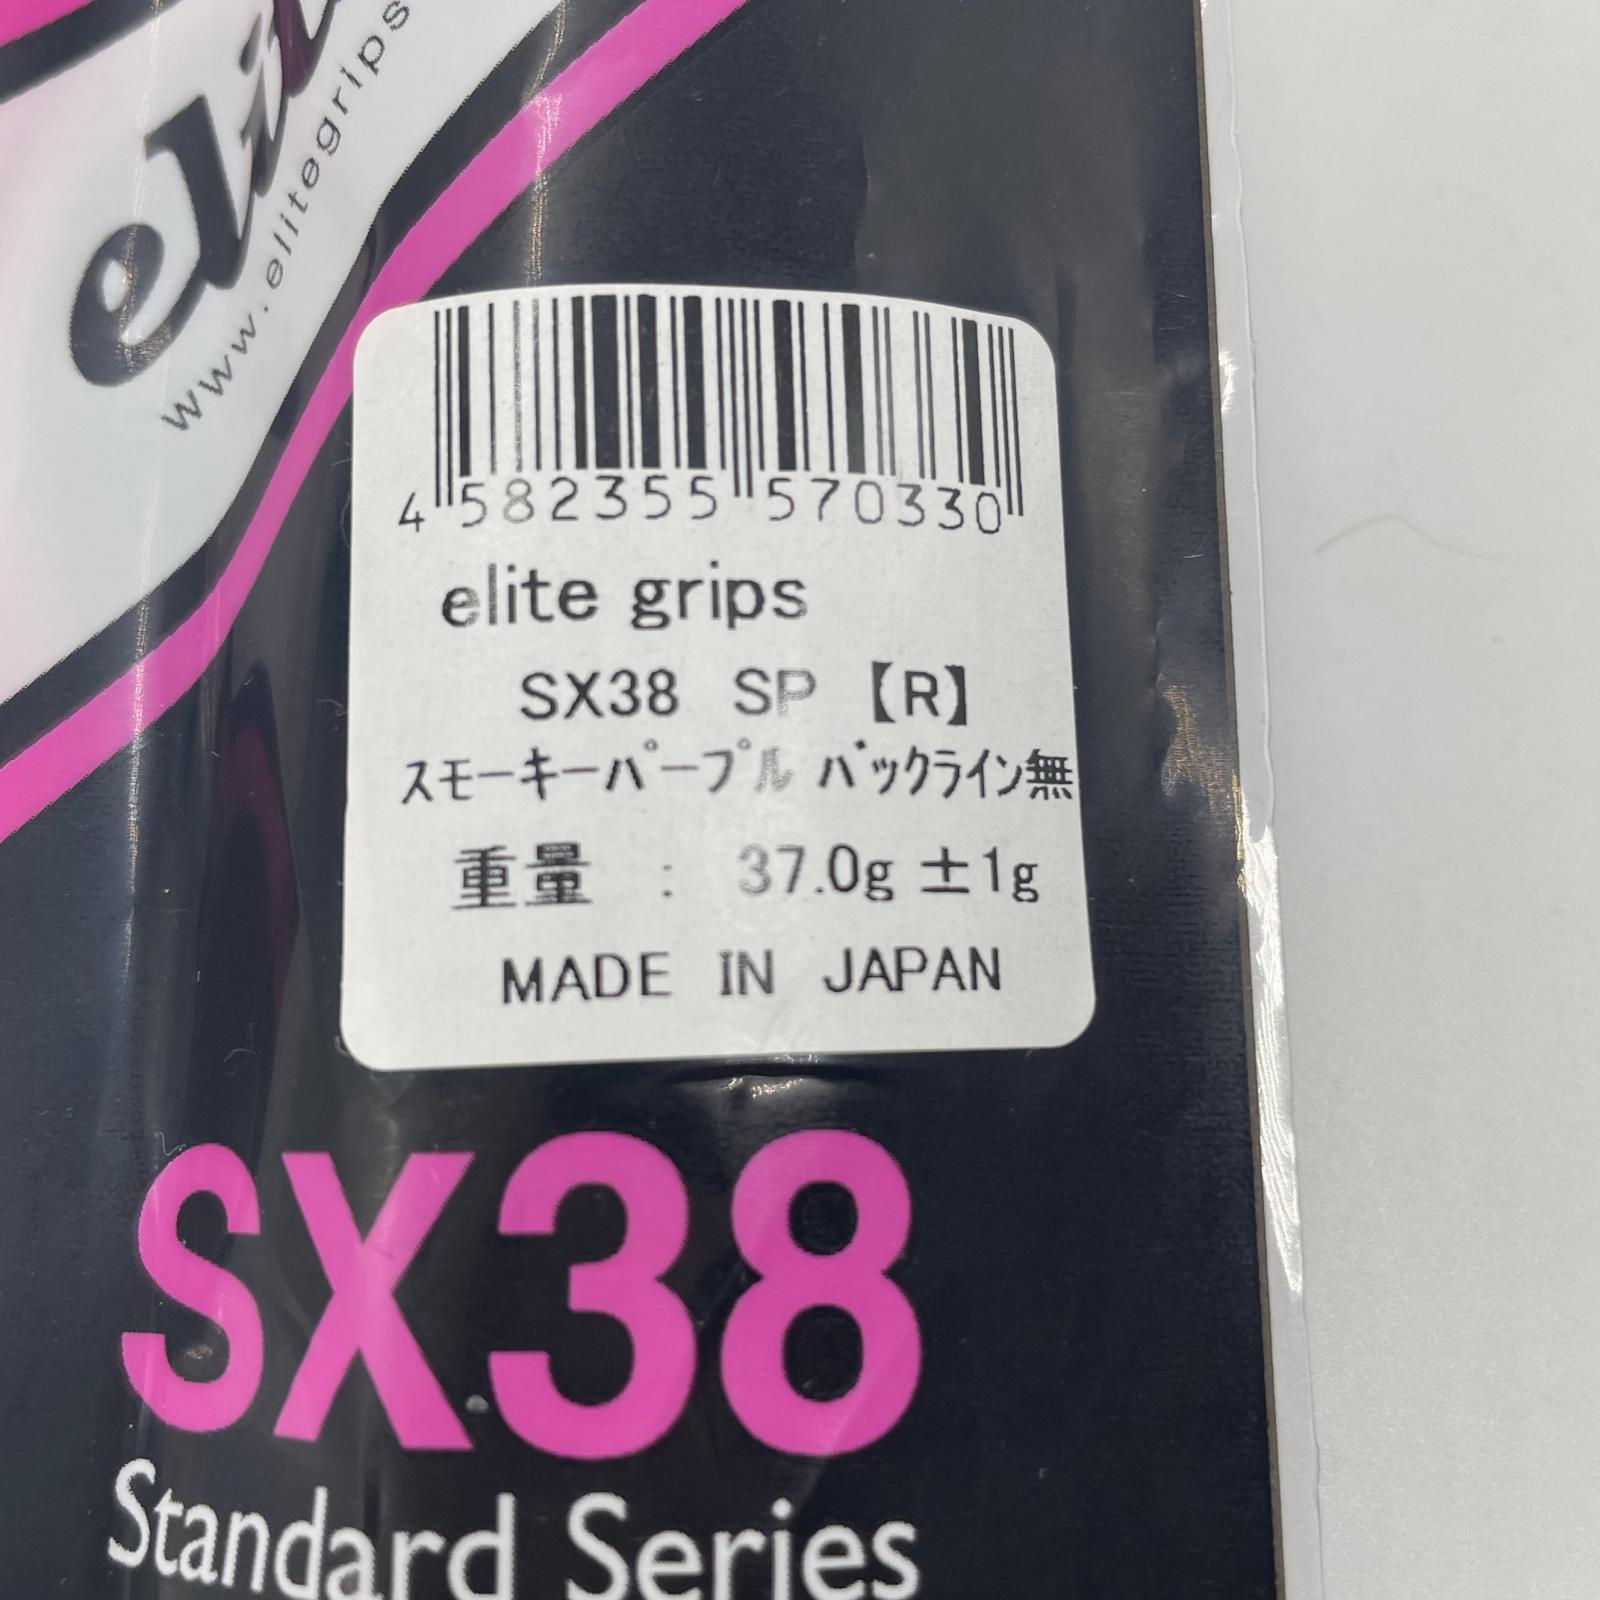 www.elitegrips
4 582355 570330
elite grips
SX38 SP 【R】
スモーキーパープル バックライン無
重量 : 37.0g ±1g
MADE IN JAPAN
SX38
Standard Series